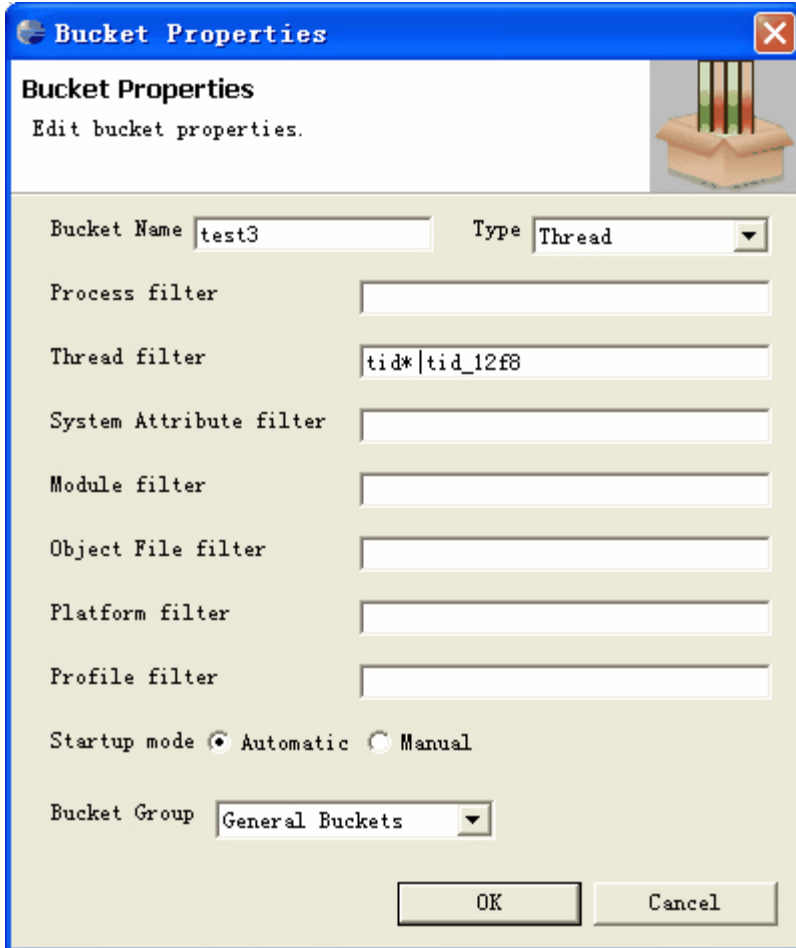 Bucket Properties
Bucket Properties
Edit bucket properties.
Bucket Name test3 Type Thread
Process filter
Thread filter tid*|tid_12f8
System Attribute filter
Module filter
Object File filter
Platform filter
Profile filter
Startup mode Automatic Manual
Bucket Group General Buckets
OK Cancel